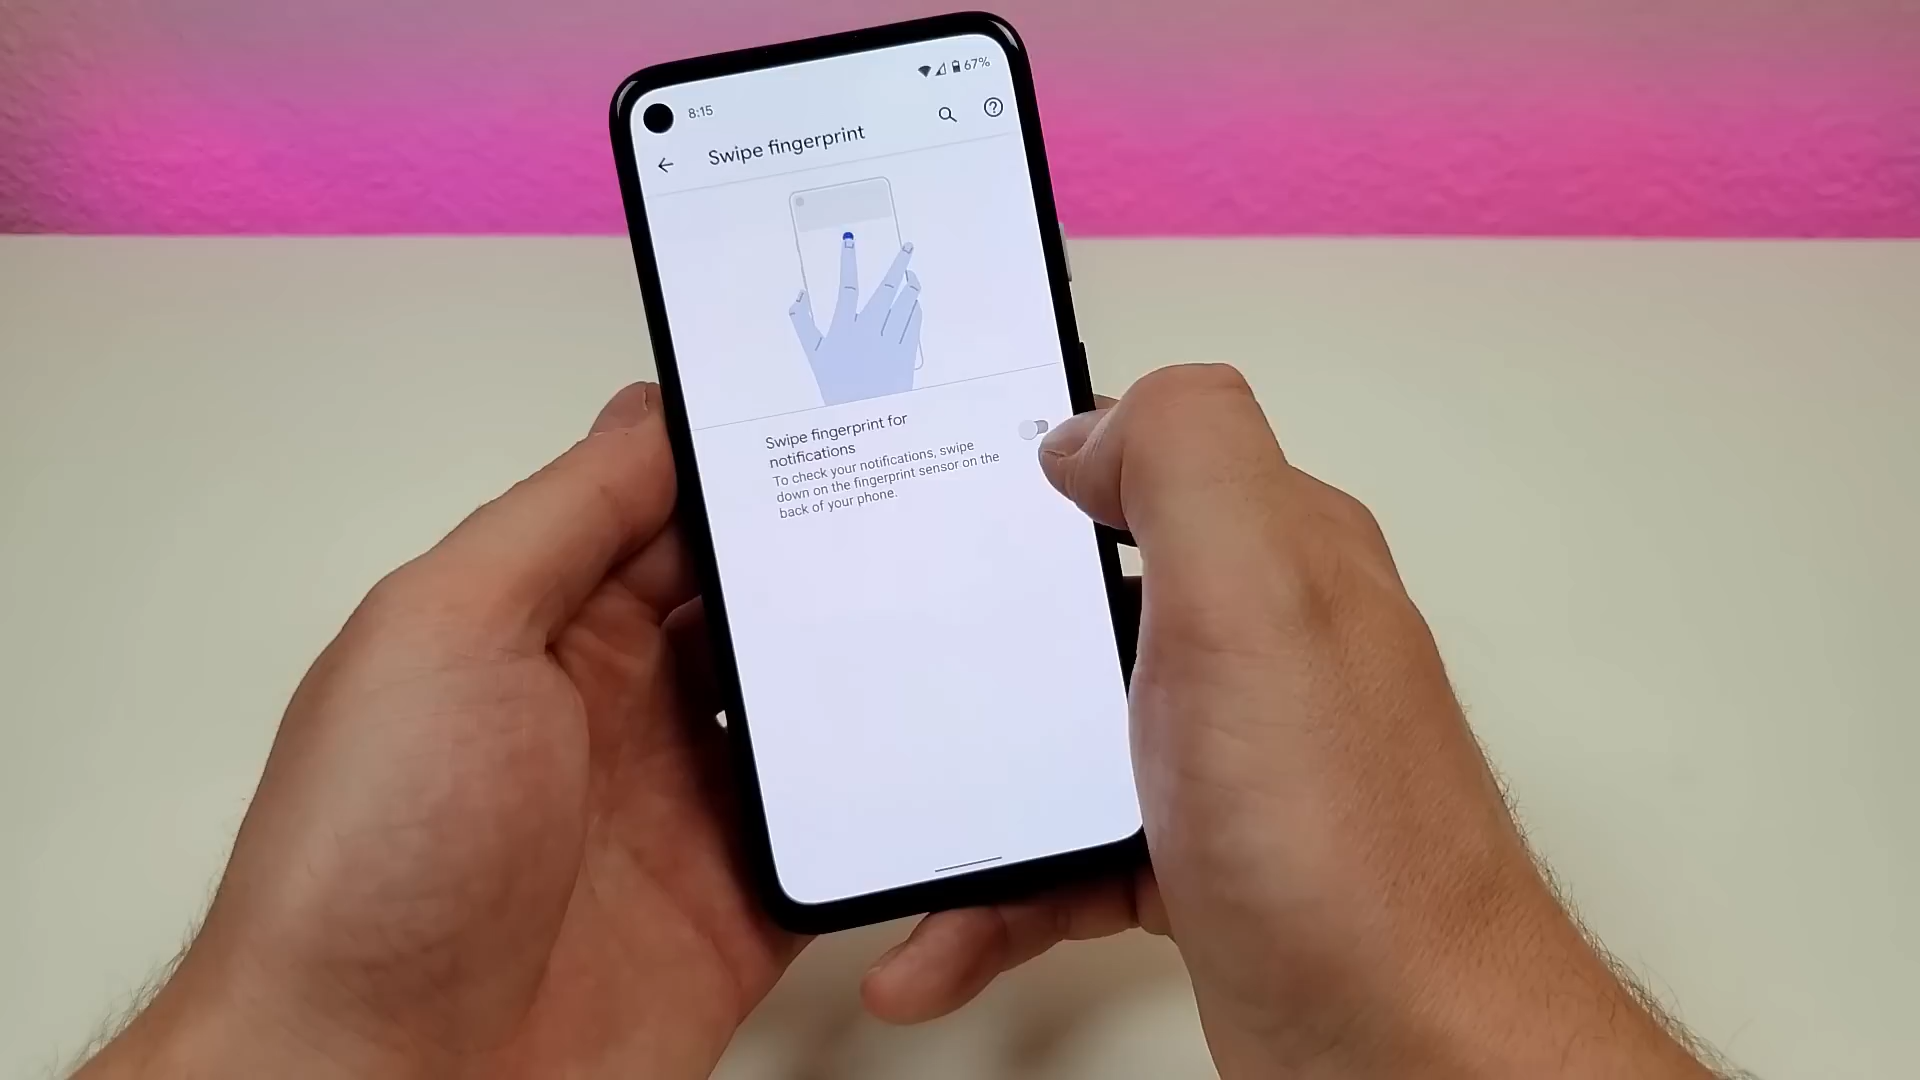 8:15
67%
Swipe fingerprint
Swipe fingerprint for
notifications
To check your notifications, swipe
down on the fingerprint sensor on the
back of your phone.